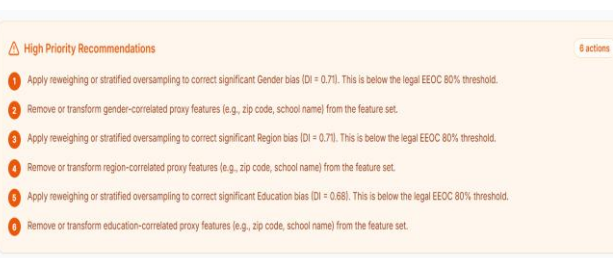 High Priority Recommendations
6 actions
1 Apply reweighing or stratified oversampling to correct significant Gender bias (DI = 0.71). This is below the legal EEOC 80% threshold.
2 Remove or transform gender-correlated proxy features (e.g., zip code, school name) from the feature set.
3 Apply reweighing or stratified oversampling to correct significant Region bias (DI = 0.71). This is below the legal EEOC 80% threshold.
4 Remove or transform region-correlated proxy features (e.g., zip code, school name) from the feature set.
5 Apply reweighing or stratified oversampling to correct significant Education bias (DI = 0.68). This is below the legal EEOC 80% threshold.
6 Remove or transform education-correlated proxy features (e.g., zip code, school name) from the feature set.